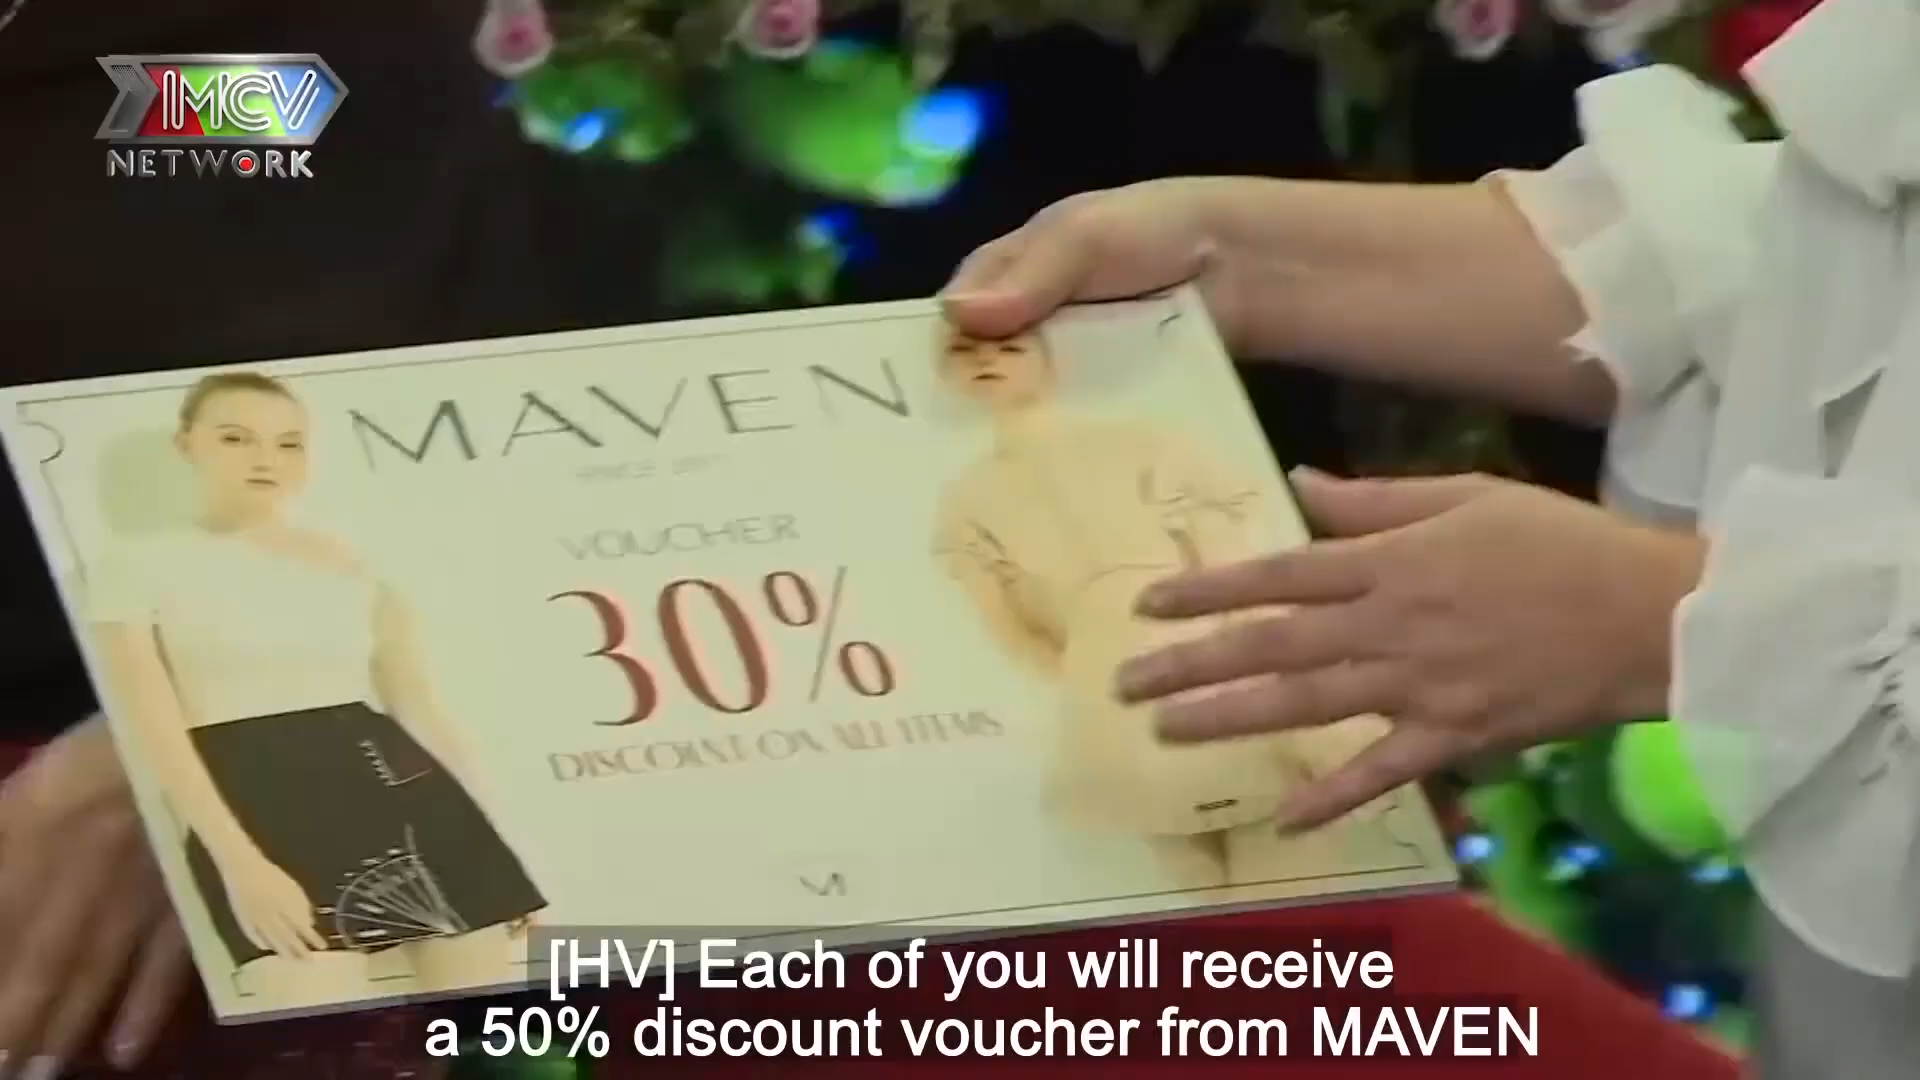 MCV
NETWORK
MAVEN
VOUCHER
30%
DISCOUNT ON ALL ITEMS
[HV] Each of you will receive
a 50% discount voucher from MAVEN